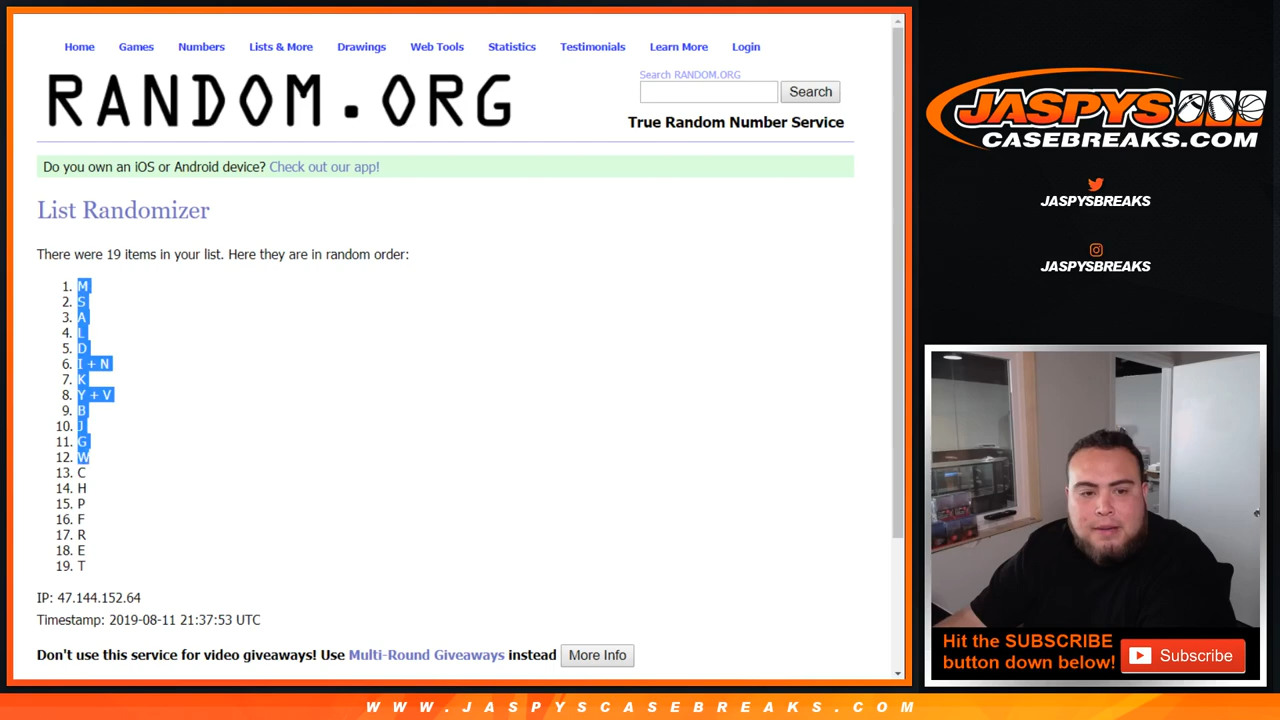 Home Games Numbers Lists & More Drawings Web Tools Statistics Testimonials Learn More Login
RANDOM.ORG
Search RANDOM.ORG
Search
True Random Number Service
Do you own an iOS or Android device? Check out our app!
List Randomizer
There were 19 items in your list. Here they are in random order:
1. M
2. S
3. A
4. L
5. D
6. I + N
7. K
8. Y + V
9. B
10. J
11. G
12. W
13. C
14. H
15. P
16. F
17. R
18. E
19. T
IP: 47.144.152.64
Timestamp: 2019-08-11 21:37:53 UTC
Don't use this service for video giveaways! Use Multi-Round Giveaways instead More Info
JASPYS
CASEBREAKS.COM
JASPYSBREAKS
JASPYSBREAKS
Hit the SUBSCRIBE
button down below!
Subscribe
WWW.JASPYSCASEBREAKS.COM